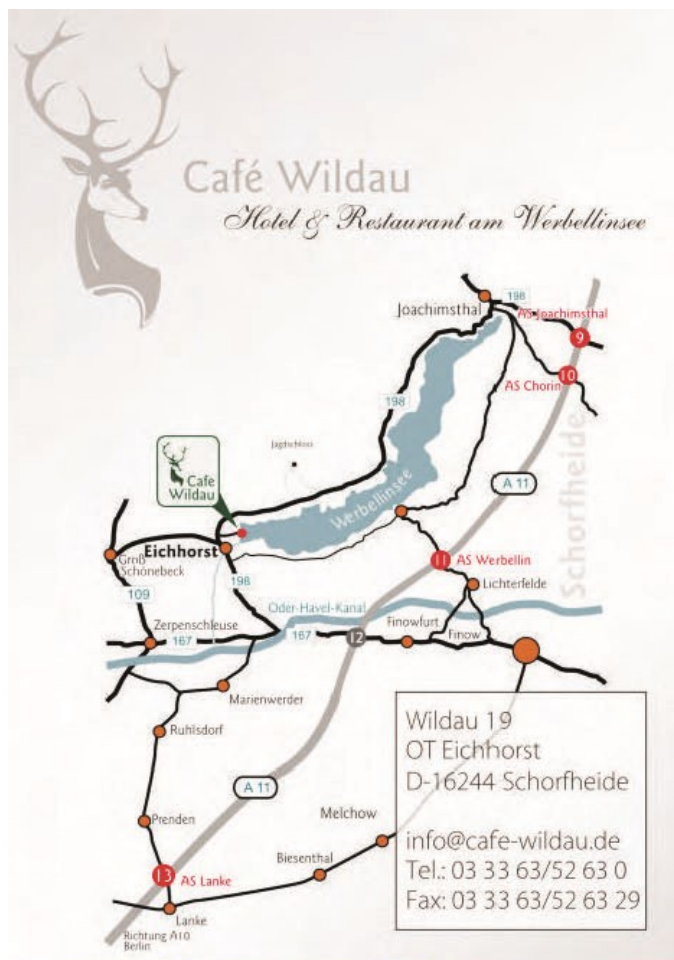 Café Wildau
Hotel & Restaurant am Werbellinsee
Joachimsthal
198
AS Joachimsthal
9
10
AS Chorin
198
Jagdschloss
Cafe
Wildau
Werbellinsee
A 11
Schorfheide
Eichhorst
Groß
Schönebeck
11
AS Werbellin
198
Lichterfelde
109
Oder-Havel-Kanal
Zerpenschleuse
167
167
12
Finowfurt
Finow
Marienwerder
Ruhlsdorf
A 11
Prenden
Melchow
Biesenthal
13
AS Lanke
Lanke
Richtung A10
Berlin
Wildau 19
OT Eichhorst
D-16244 Schorfheide
info@cafe-wildau.de
Tel.: 03 33 63/52 63 0
Fax: 03 33 63/52 63 29